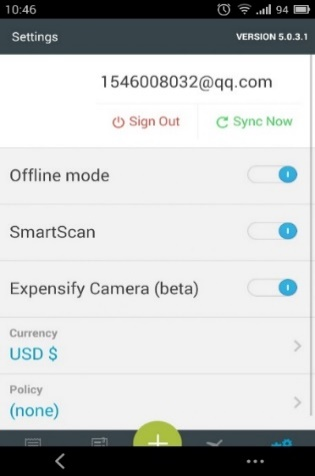 10:46
94
Settings
VERSION 5.0.3.1
1546008032@qq.com
Sign Out
Sync Now
Offline mode
SmartScan
Expensify Camera (beta)
Currency
USD $
Policy
(none)